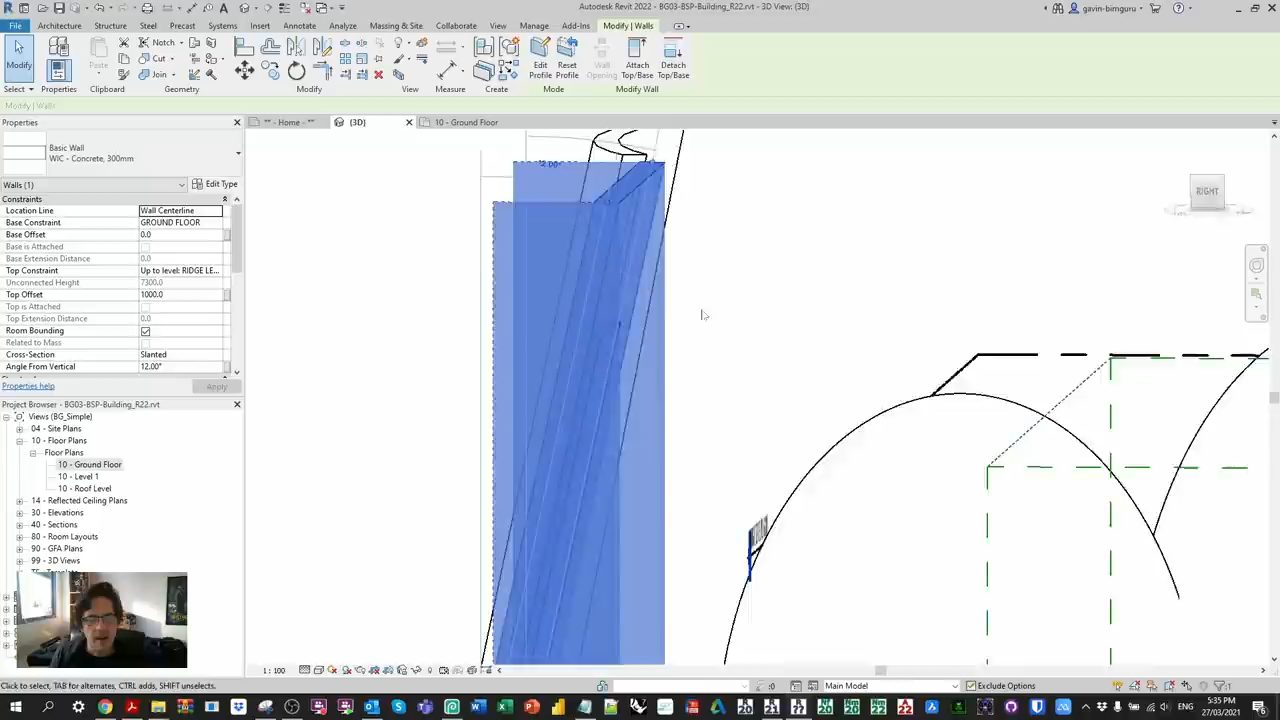 Autodesk Revit 2022 - BG03-BSP-Building_R22.rvt - 3D View: {3D}
gavin-bimguru
File
Architecture
Structure
Steel
Precast
Systems
Insert
Annotate
Analyze
Massing & Site
Collaborate
View
Manage
Add-Ins
Modify | Walls
Modify
Properties
Paste
Notch
Cut
Join
Edit Profile
Reset Profile
Wall Opening
Attach Top/Base
Detach Top/Base
Select
Properties
Clipboard
Geometry
Modify
View
Measure
Create
Mode
Modify Wall
Modify | Walls
Properties
** - Home - **
{3D}
10 - Ground Floor
Basic Wall
WIC - Concrete, 300mm
Walls (1)
Edit Type
Constraints
Location Line Wall Centerline
Base Constraint GROUND FLOOR
Base Offset 0.0
Base is Attached
Base Extension Distance 0.0
Top Constraint Up to level: RIDGE LE...
Unconnected Height 7300.0
Top Offset 1000.0
Top is Attached
Top Extension Distance 0.0
Room Bounding
Related to Mass
Cross-Section Slanted
Angle From Vertical 12.00°
Properties help
Apply
Project Browser - BG03-BSP-Building_R22.rvt
Views (BG_Simple)
04 - Site Plans
10 - Floor Plans
Floor Plans
10 - Ground Floor
10 - Level 1
10 - Roof Level
14 - Reflected Ceiling Plans
30 - Elevations
40 - Sections
80 - Room Layouts
90 - GFA Plans
99 - 3D Views
12.00°
RIGHT
1 : 100
Click to select, TAB for alternates, CTRL adds, SHIFT unselects.
:0
Main Model
Exclude Options
:1
ENG
5:35 PM
27/03/2021